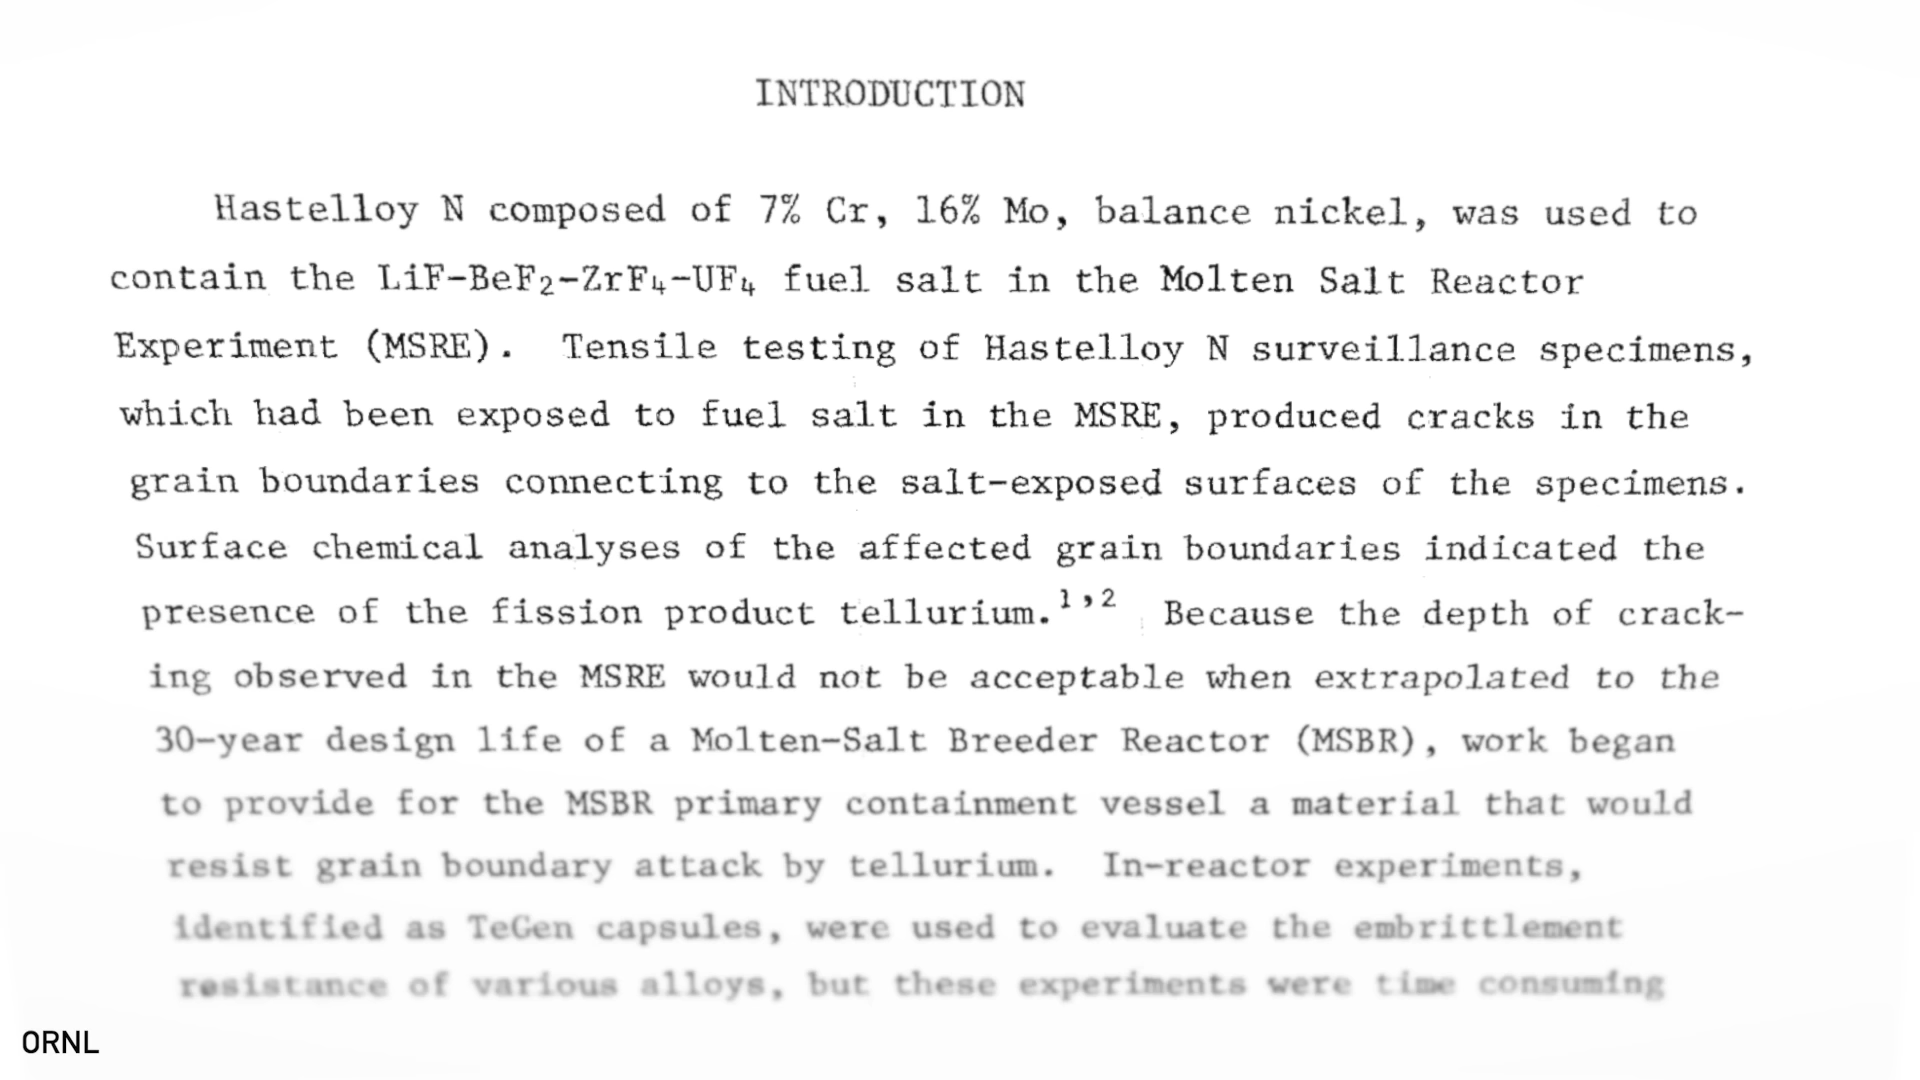 INTRODUCTION
Hastelloy N composed of 7% Cr, 16% Mo, balance nickel, was used to
contain the LiF-BeF₂-ZrF₄-UF₄ fuel salt in the Molten Salt Reactor
Experiment (MSRE). Tensile testing of Hastelloy N surveillance specimens,
which had been exposed to fuel salt in the MSRE, produced cracks in the
grain boundaries connecting to the salt-exposed surfaces of the specimens.
Surface chemical analyses of the affected grain boundaries indicated the
presence of the fission product tellurium.¹,² Because the depth of crack-
ing observed in the MSRE would not be acceptable when extrapolated to the
30-year design life of a Molten-Salt Breeder Reactor (MSBR), work began
to provide for the MSBR primary containment vessel a material that would
resist grain boundary attack by tellurium. In-reactor experiments,
identified as TeGen capsules, were used to evaluate the embrittlement
resistance of various alloys, but these experiments were time consuming
ORNL